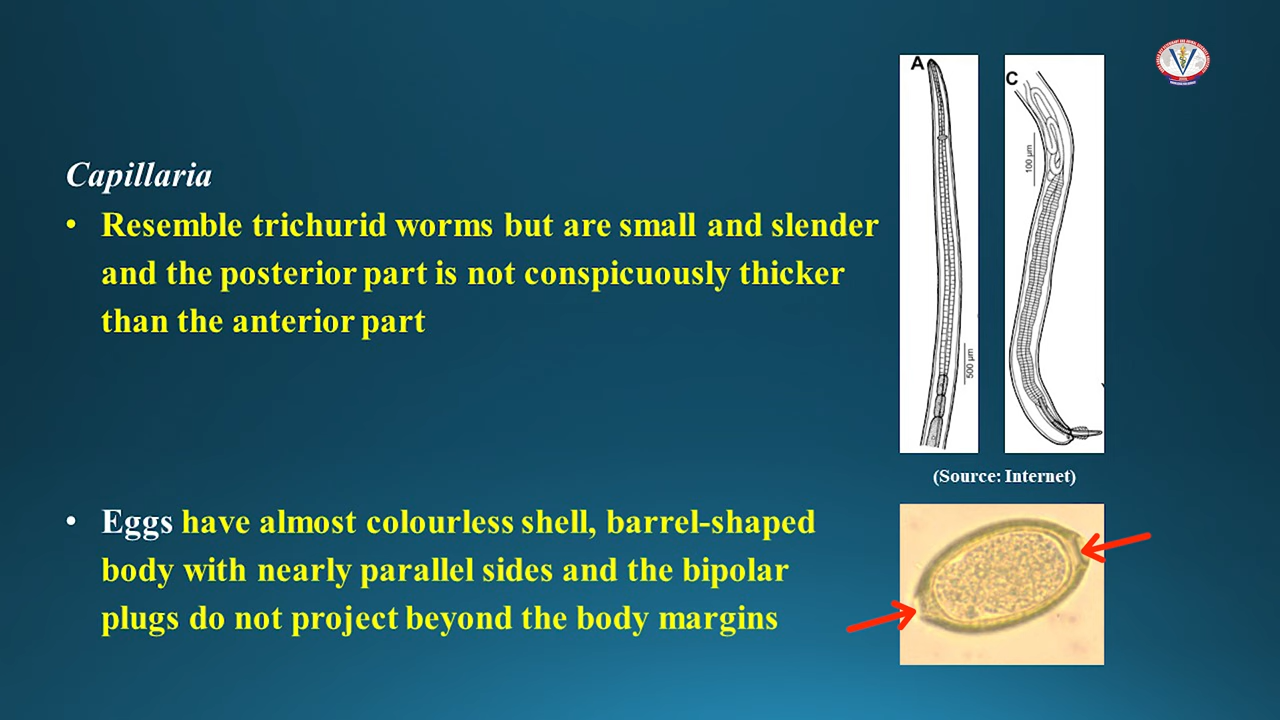 Capillaria
• Resemble trichurid worms but are small and slender
and the posterior part is not conspicuously thicker
than the anterior part
A
500 µm
C
100 µm
(Source: Internet)
• Eggs have almost colourless shell, barrel-shaped
body with nearly parallel sides and the bipolar
plugs do not project beyond the body margins
V